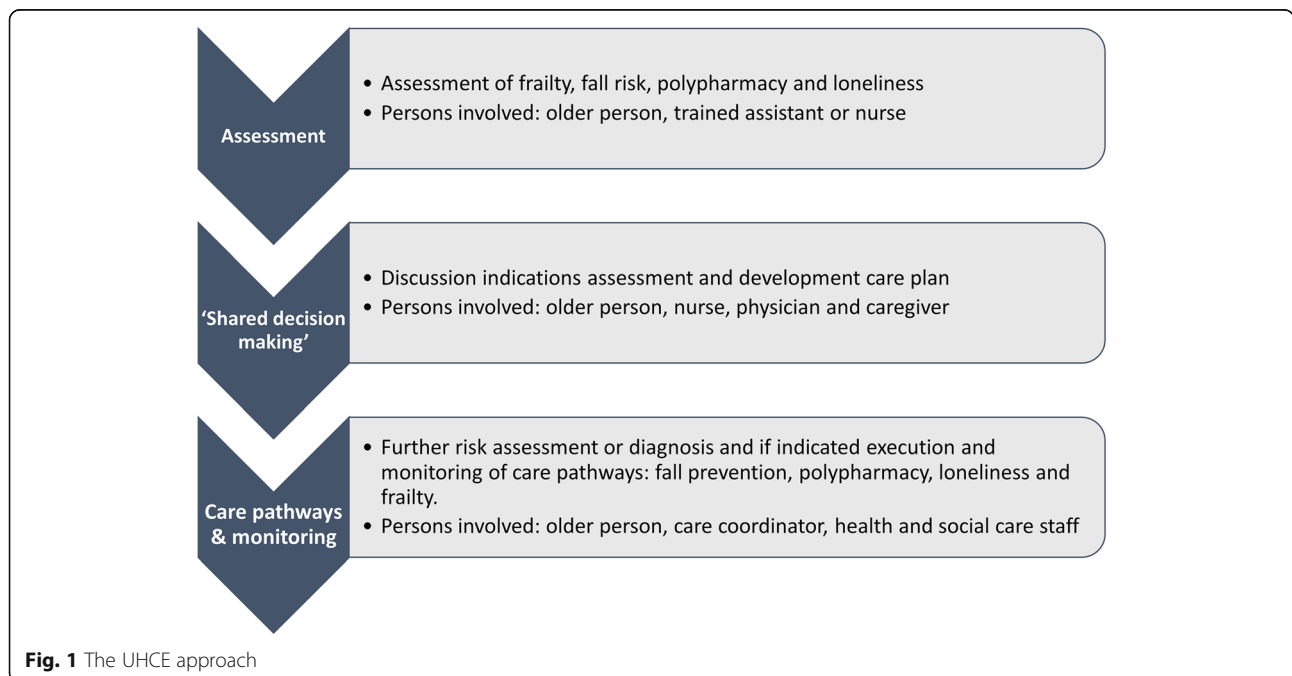 Assessment
• Assessment of frailty, fall risk, polypharmacy and loneliness
• Persons involved: older person, trained assistant or nurse
‘Shared decision
making’
• Discussion indications assessment and development care plan
• Persons involved: older person, nurse, physician and caregiver
Care pathways
& monitoring
• Further risk assessment or diagnosis and if indicated execution and
monitoring of care pathways: fall prevention, polypharmacy, loneliness and
frailty.
• Persons involved: older person, care coordinator, health and social care staff
Fig. 1 The UHCE approach